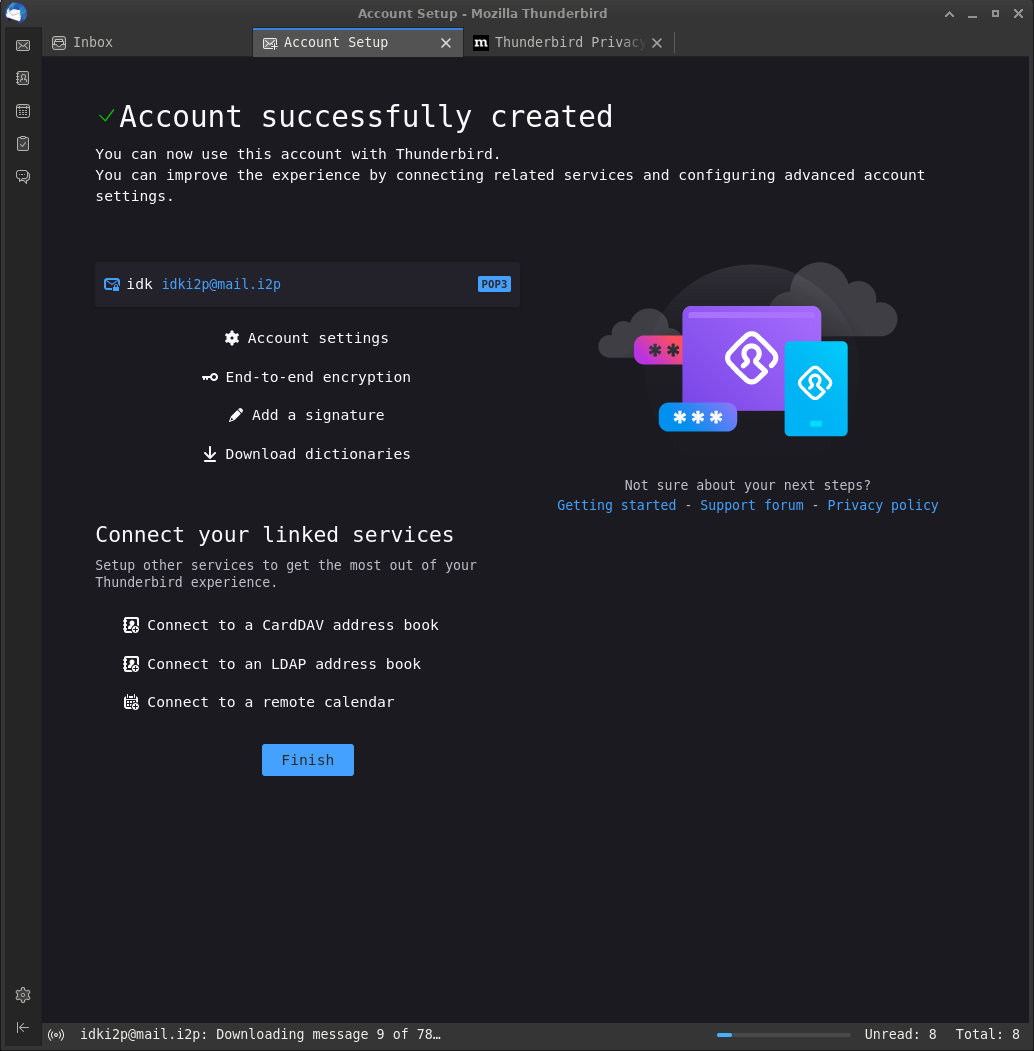 Account Setup - Mozilla Thunderbird
Inbox
Account Setup
m Thunderbird Privacy
Account successfully created
You can now use this account with Thunderbird.
You can improve the experience by connecting related services and configuring advanced account
settings.
idk idki2p@mail.i2p POP3
Account settings
End-to-end encryption
Add a signature
Download dictionaries
** 
***
Not sure about your next steps?
Getting started - Support forum - Privacy policy
Connect your linked services
Setup other services to get the most out of your
Thunderbird experience.
Connect to a CardDAV address book
Connect to an LDAP address book
Connect to a remote calendar
Finish
idki2p@mail.i2p: Downloading message 9 of 78… Unread: 8 Total: 8